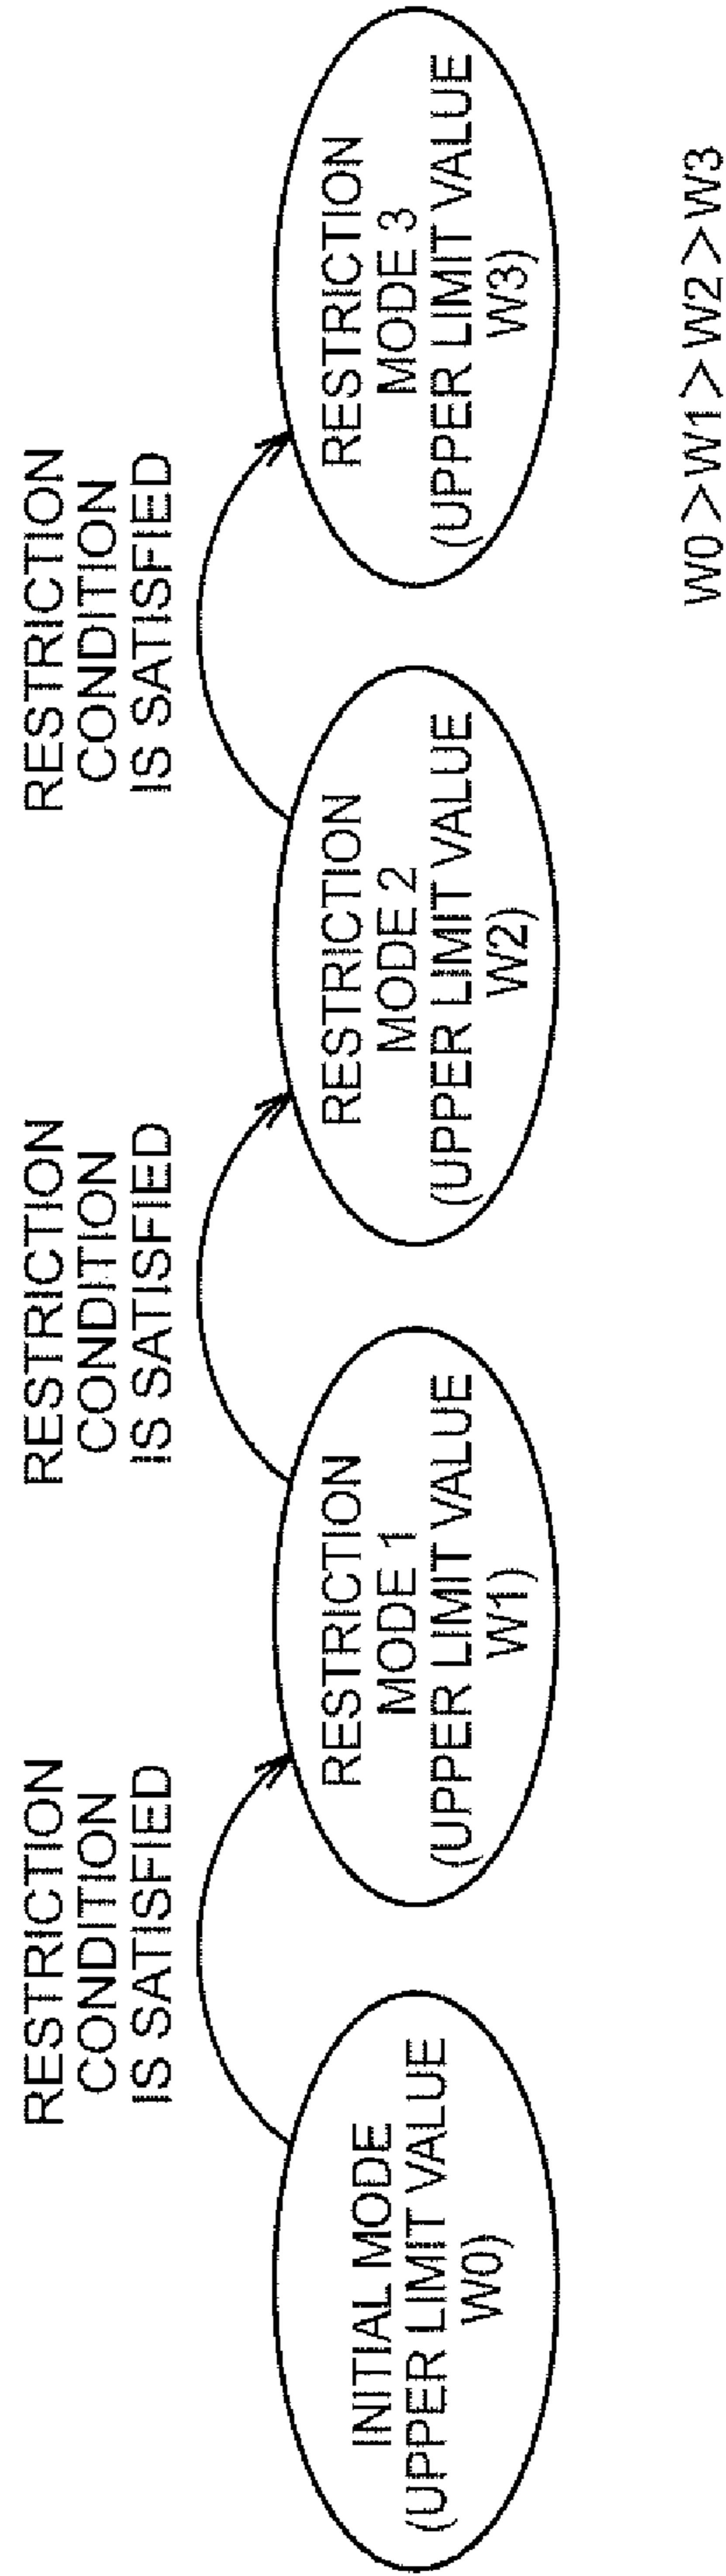 RESTRICTION
CONDITION
IS SATISFIED
RESTRICTION
CONDITION
IS SATISFIED
RESTRICTION
CONDITION
IS SATISFIED
INITIAL MODE
(UPPER LIMIT VALUE
W0)
RESTRICTION
MODE 1
(UPPER LIMIT VALUE
W1)
RESTRICTION
MODE 2
(UPPER LIMIT VALUE
W2)
RESTRICTION
MODE 3
(UPPER LIMIT VALUE
W3)
W0>W1>W2>W3